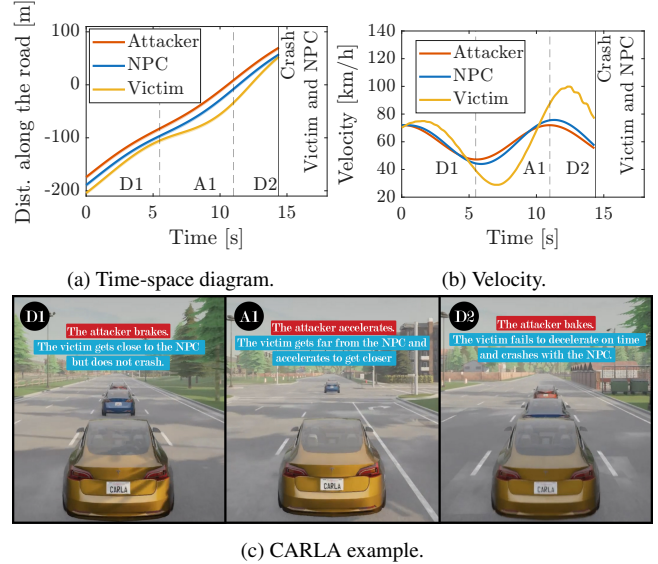 Dist. along the road [m]
100
0
-100
-200
Attacker
NPC
Victim
D1
A1
D2
Crash
Victim and NPC
0
5
10
15
Time [s]
Velocity [km/h]
140
120
100
80
60
40
20
Attacker
NPC
Victim
D1
A1
D2
Crash
Victim and NPC
0
5
10
15
Time [s]
(a) Time-space diagram.
(b) Velocity.
D1
The attacker brakes.
The victim gets close to the NPC
but does not crash.
CARLA
A1
The attacker accelerates.
The victim gets far from the NPC and
accelerates to get closer
CARLA
D2
The attacker bakes.
The victim fails to decelerate on time
and crashes with the NPC.
CARLA
(c) CARLA example.